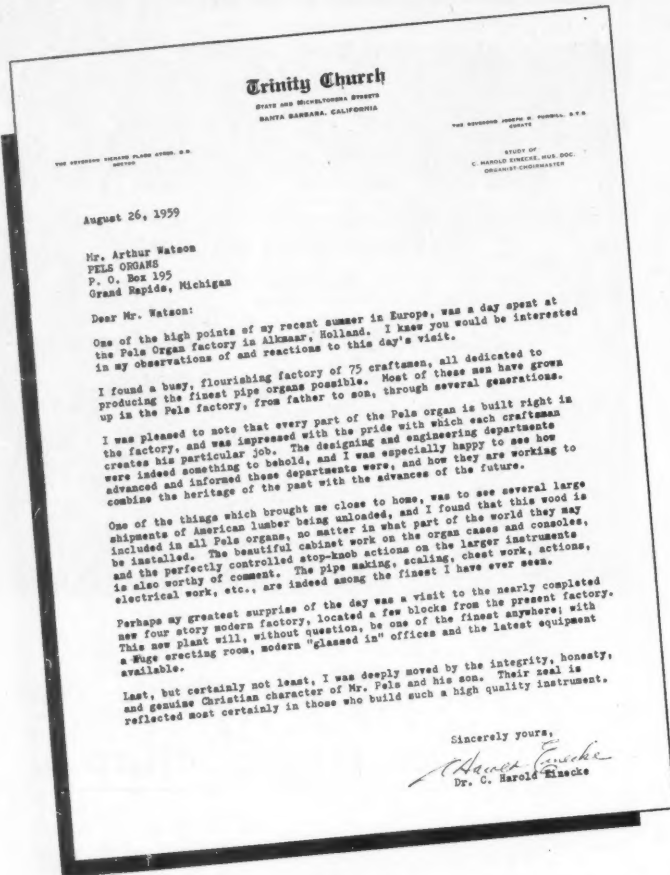 Trinity Church
STATE AND MICHELTORENA STREETS
SANTA BARBARA, CALIFORNIA
THE REVEREND RICHARD FLAGG AYRES, D.D.
RECTOR
THE REVEREND JOSEPH R. S.T.B.
CURATE
STUDY OF
C. HAROLD EINECKE, MUS. DOC.
ORGANIST-CHOIRMASTER
August 26, 1959
Mr. Arthur Watson
PELS ORGANS
P. O. Box 195
Grand Rapids, Michigan
Dear Mr. Watson:
One of the high points of my recent summer in Europe, was a day spent at
the Pels Organ factory in Alkmaar, Holland. I knew you would be interested
in my observations of and reactions to this day's visit.
I found a busy, flourishing factory of 75 craftsmen, all dedicated to
producing the finest pipe organs possible. Most of these men have grown
up in the Pels factory, from father to son, through several generations.
I was pleased to note that every part of the Pels organ is built right in
the factory, and was impressed with the pride with which each craftsman
creates his particular job. The designing and engineering departments
were indeed something to behold, and I was especially happy to see how
advanced and informed these departments were, and how they are working to
combine the heritage of the past with the advances of the future.
One of the things which brought me close to home, was to see several large
shipments of American lumber being unloaded, and I found that this wood is
included in all Pels organs, no matter in what part of the world they may
be installed. The beautiful cabinet work on the organ cases and consoles,
and the perfectly controlled stop-knob actions on the larger instruments
is also worthy of comment. The pipe making, scaling, chest work, actions,
electrical work, etc., are indeed among the finest I have ever seen.
Perhaps my greatest surprise of the day was a visit to the nearly completed
new four story modern factory, located a few blocks from the present factory.
This new plant will, without question, be one of the finest anywhere; with
a huge erecting room, modern "glassed in" offices and the latest equipment
available.
Last, but certainly not least, I was deeply moved by the integrity, honesty,
and genuine Christian character of Mr. Pels and his son. Their zeal is
reflected most certainly in those who build such a high quality instrument.
Sincerely yours,
C Harold Einecke
Dr. C. Harold Einecke